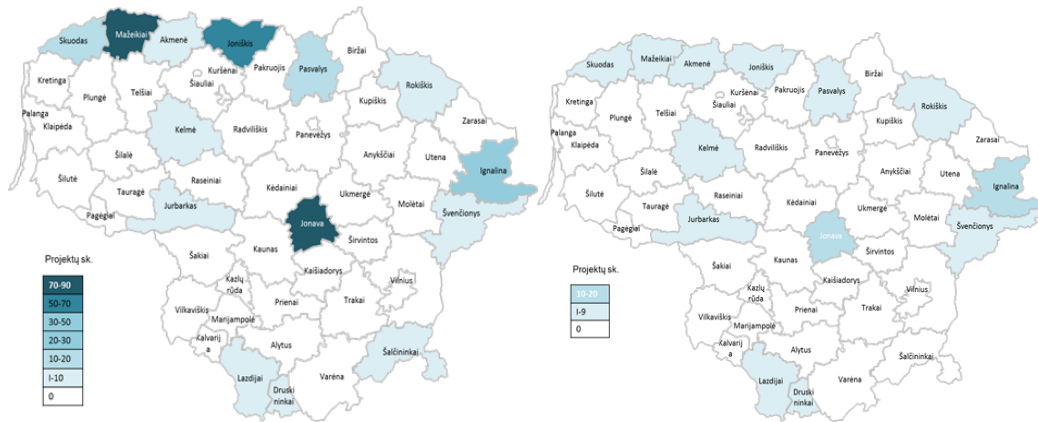 Skuodas
Mažeikiai
Akmenė
Joniškis
Biržai
Kretinga
Plungė
Telšiai
Kuršėnai
Šiauliai
Pakruojis
Pasvalys
Rokiškis
Kupiškis
Palanga
Klaipėda
Kelmė
Radviliškis
Panevėžys
Zarasai
Šilalė
Anykščiai
Utena
Ignalina
Šilutė
Tauragė
Raseiniai
Kėdainiai
Ukmergė
Molėtai
Pagėgiai
Jurbarkas
Jonava
Švenčionys
Širvintos
Šakiai
Kaunas
Kaišiadorys
Vilnius
Kazlų
rūda
Prienai
Trakai
Vilkaviškis
Marijampolė
Kalvarij
a
Alytus
Šalčininkai
Lazdijai
Druski
ninkai
Varėna
Projektų sk.
70-90
50-70
30-50
20-30
10-20
I-10
0
Skuodas
Mažeikiai
Akmenė
Joniškis
Biržai
Kretinga
Plungė
Telšiai
Kuršėnai
Šiauliai
Pakruojis
Pasvalys
Rokiškis
Kupiškis
Palanga
Klaipėda
Kelmė
Radviliškis
Panevėžys
Zarasai
Šilalė
Anykščiai
Utena
Ignalina
Šilutė
Tauragė
Raseiniai
Kėdainiai
Ukmergė
Molėtai
Pagėgiai
Jurbarkas
Jonava
Švenčionys
Širvintos
Šakiai
Kaunas
Kaišiadorys
Vilnius
Kazlų
rūda
Prienai
Trakai
Vilkaviškis
Marijampolė
Kalvarij
a
Alytus
Šalčininkai
Lazdijai
Druski
ninkai
Varėna
Projektų sk.
10-20
I-9
0